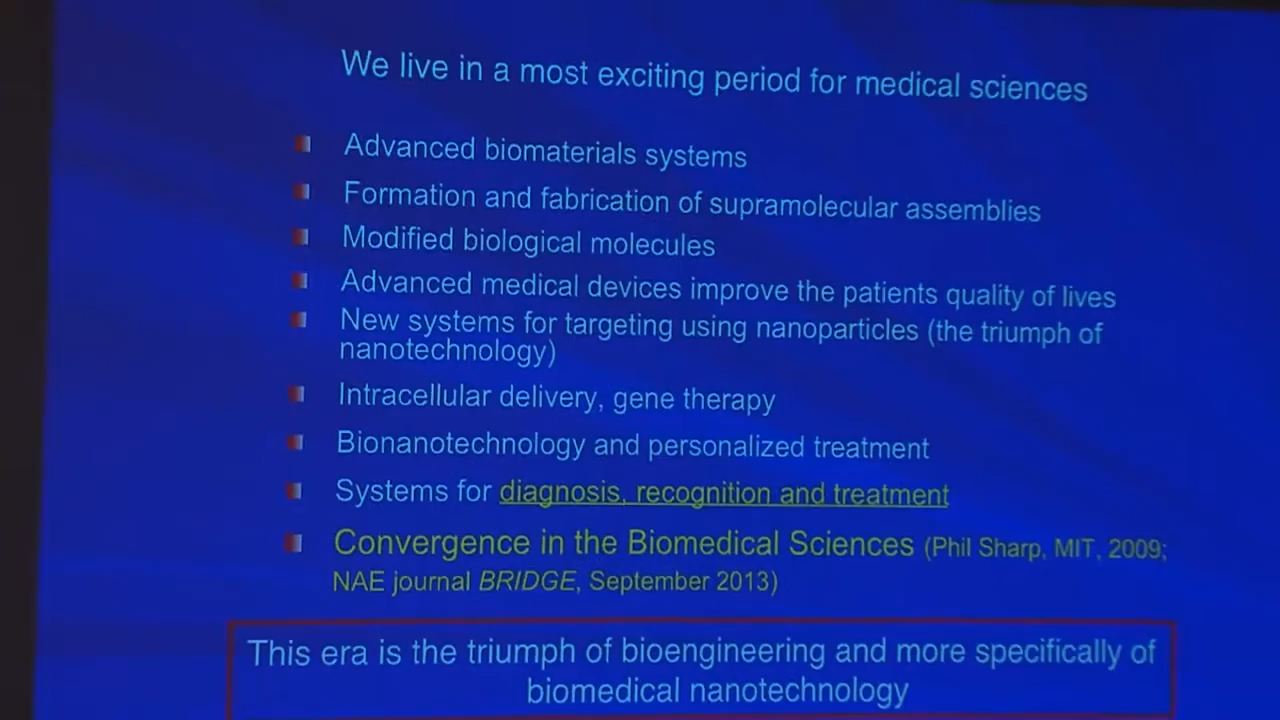 We live in a most exciting period for medical sciences
Advanced biomaterials systems
Formation and fabrication of supramolecular assemblies
Modified biological molecules
Advanced medical devices improve the patients quality of lives
New systems for targeting using nanoparticles (the triumph of
nanotechnology)
Intracellular delivery, gene therapy
Bionanotechnology and personalized treatment
Systems for diagnosis, recognition and treatment
Convergence in the Biomedical Sciences (Phil Sharp, MIT, 2009;
NAE journal BRIDGE, September 2013)
This era is the triumph of bioengineering and more specifically of
biomedical nanotechnology